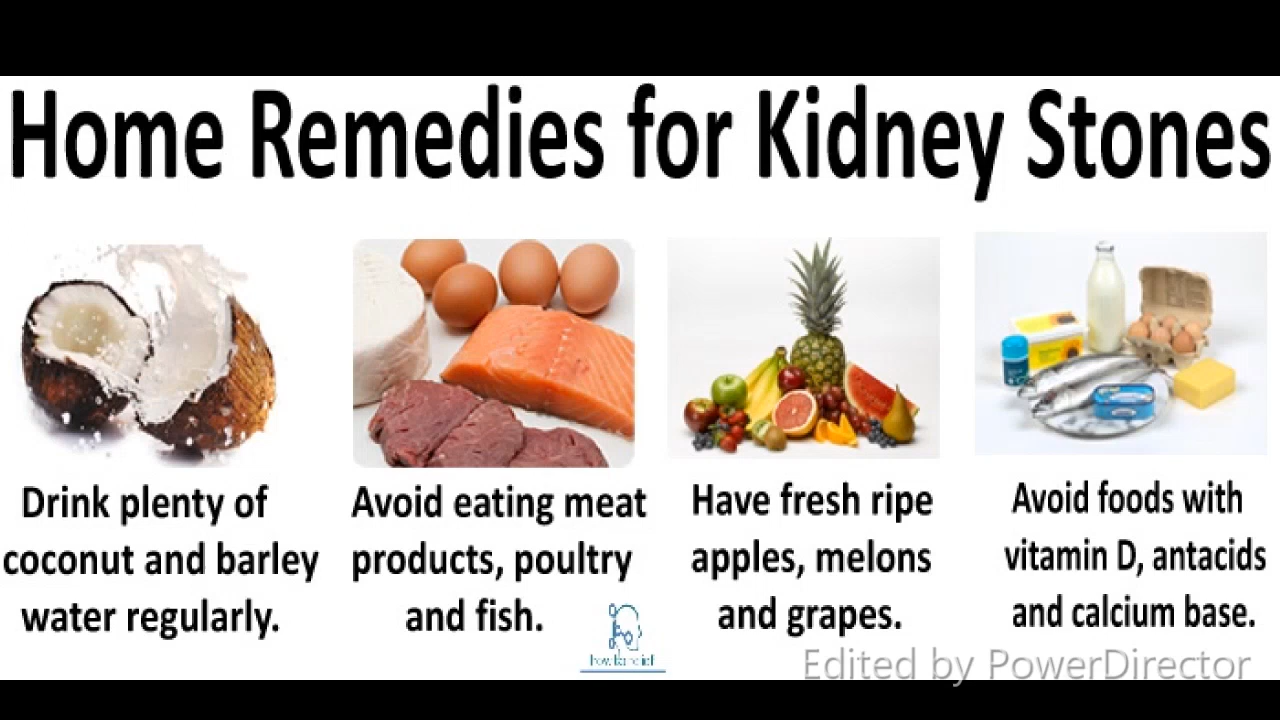 Home Remedies for Kidney Stones
Drink plenty of
coconut and barley
water regularly.
Avoid eating meat
products, poultry
and fish.
Have fresh ripe
apples, melons
and grapes.
Avoid foods with
vitamin D, antacids
and calcium base.
Edited by PowerDirector